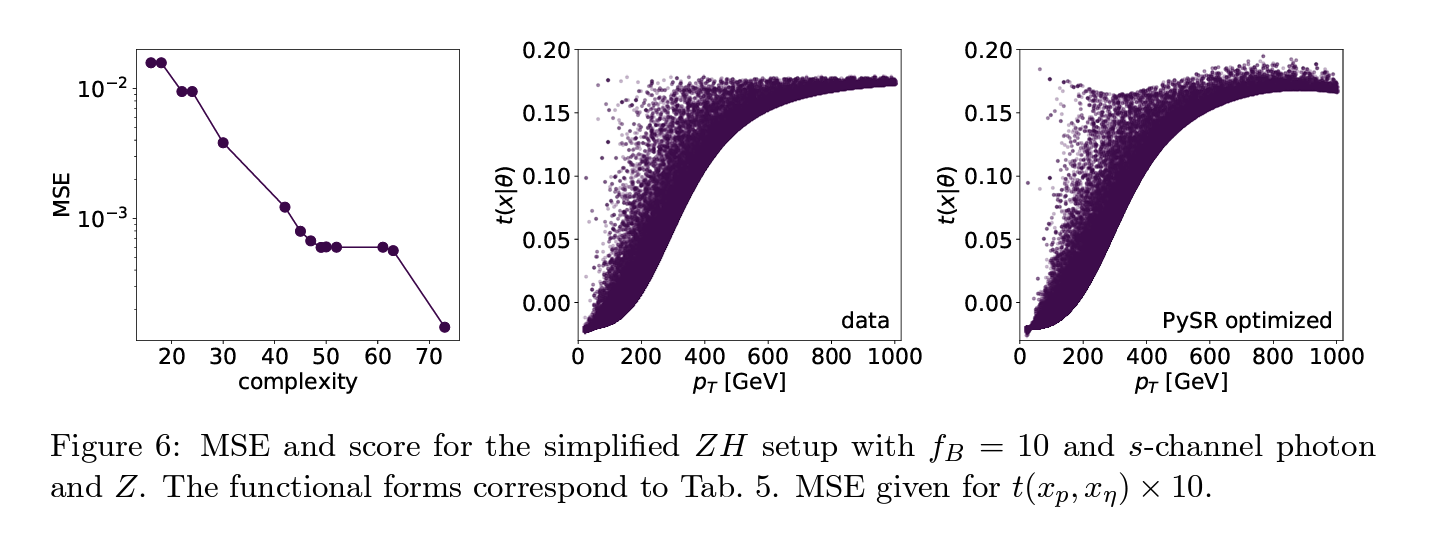 10⁻²
10⁻³
MSE
20 30 40 50 60 70
complexity
0.20
0.15
0.10
0.05
0.00
t(x|θ)
data
0 200 400 600 800 1000
p_T [GeV]
0.20
0.15
0.10
0.05
0.00
t(x|θ)
PySR optimized
0 200 400 600 800 1000
p_T [GeV]
Figure 6: MSE and score for the simplified ZH setup with f_B = 10 and s-channel photon
and Z. The functional forms correspond to Tab. 5. MSE given for t(x_p, x_η) × 10.